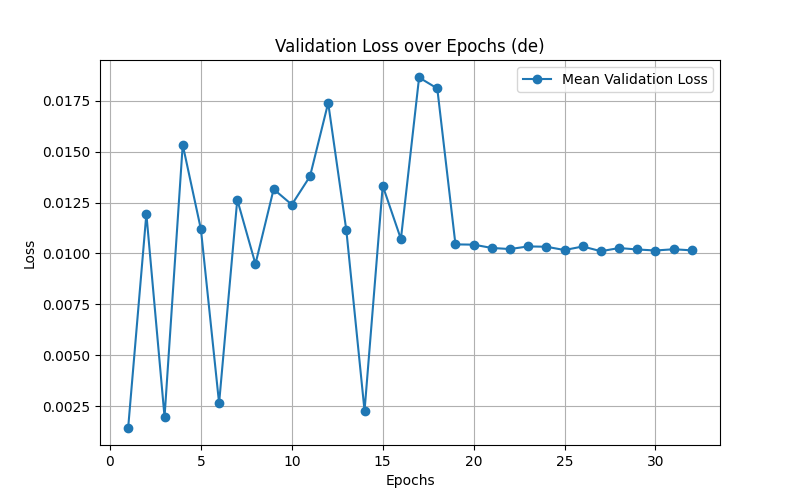 Validation Loss over Epochs (de)
Mean Validation Loss
0.0175
0.0150
0.0125
0.0100
0.0075
0.0050
0.0025
Loss
0 5 10 15 20 25 30
Epochs